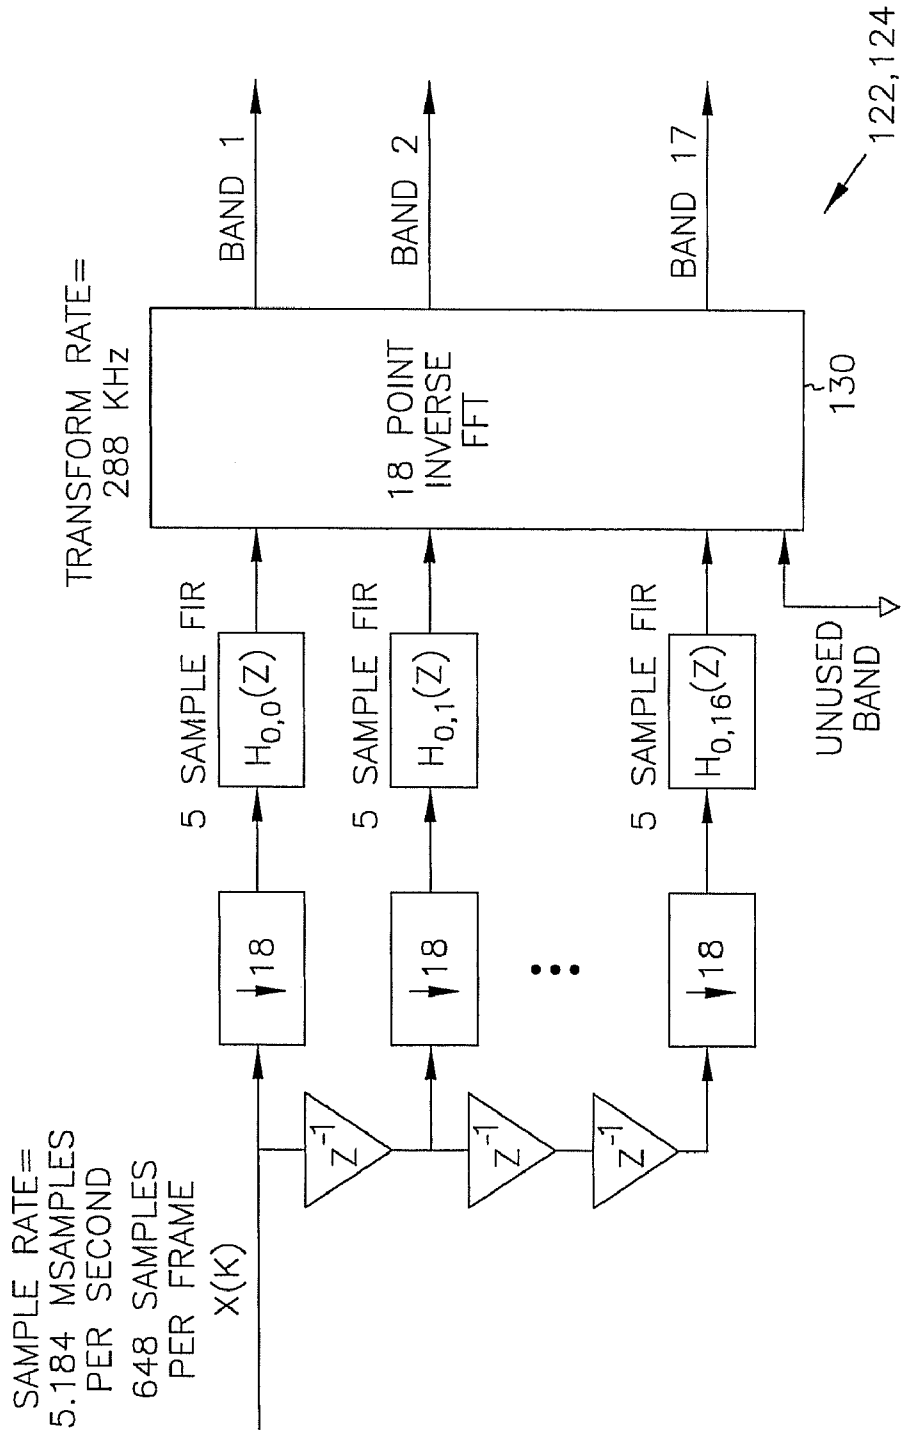 SAMPLE RATE=
5.184 MSAMPLES
PER SECOND
648 SAMPLES
PER FRAME
X(K)
Z-1
Z-1
Z-1
↓18
↓18
↓18
5 SAMPLE FIR
H0,0(Z)
5 SAMPLE FIR
H0,1(Z)
5 SAMPLE FIR
H0,16(Z)
UNUSED
BAND
TRANSFORM RATE=
288 KHz
18 POINT
INVERSE
FFT
130
BAND 1
BAND 2
BAND 17
122,124